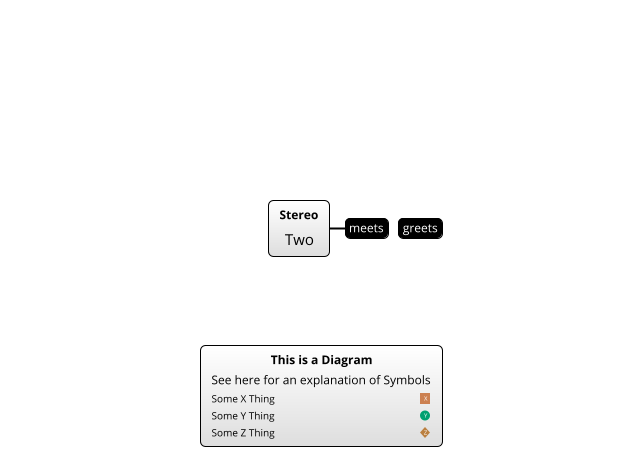 Stereo
Two
meets greets
This is a Diagram
See here for an explanation of Symbols
Some X Thing X
Some Y Thing Y
Some Z Thing Z